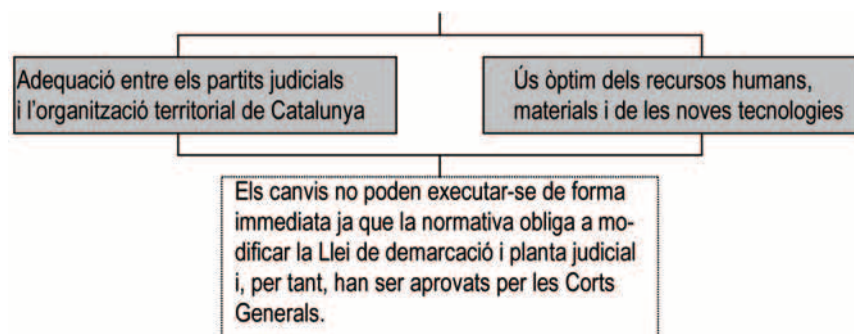 Adequació entre els partits judicials
i l'organització territorial de Catalunya
Ús òptim dels recursos humans,
materials i de les noves tecnologies
Els canvis no poden executar-se de forma
immediata ja que la normativa obliga a mo-
dificar la Llei de demarcació i planta judicial
i, per tant, han ser aprovats per les Corts
Generals.